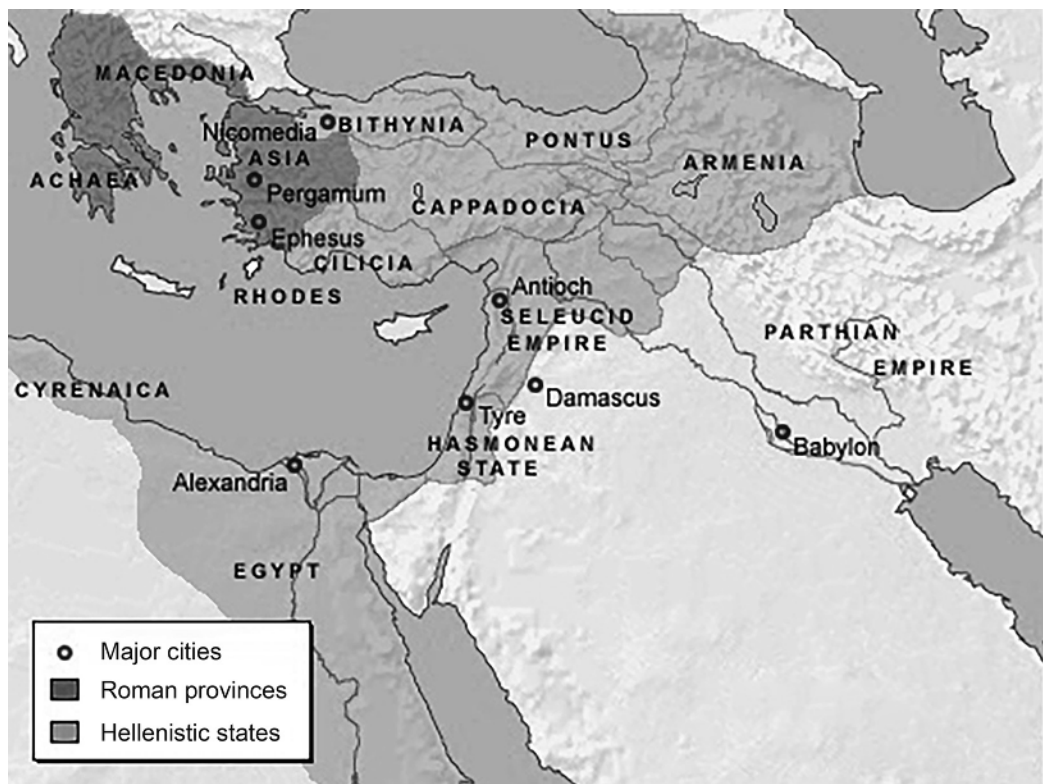 MACEDONIA
Nicomedia
BITHYNIA
PONTUS
ASIA
ARMENIA
ACHAEA
Pergamum
CAPPADOCIA
Ephesus
CILICIA
RHODES
Antioch
SELEUCID
EMPIRE
PARTHIAN
EMPIRE
CYRENAICA
Damascus
Tyre
HASMONEAN
STATE
Babylon
Alexandria
EGYPT
Major cities
Roman provinces
Hellenistic states